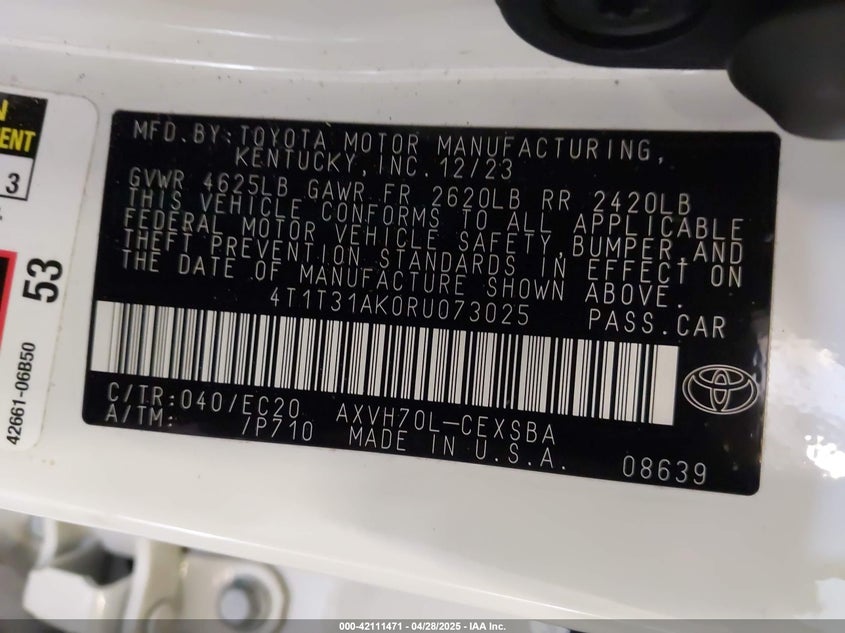 N
ENT
3
53
42661-06B50
MFD.BY:TOYOTA MOTOR MANUFACTURING,
KENTUCKY,INC.12/23
GVWR 4625LB GAWR FR 2620LB RR 2420LB
THIS VEHICLE CONFORMS TO ALL APPLICABLE
FEDERAL MOTOR VEHICLE SAFETY,BUMPER,AND
THEFT PREVENTION STANDARDS IN EFFECT ON
THE DATE OF MANUFACTURE SHOWN ABOVE.
4T1T31AK0RU073025 PASS.CAR
C/TR:040/EC20 AXVH70L-CEXSBA
A/TM: /P710 MADE IN U.S.A. 08639
000-42111471 - 04/28/2025 - IAA Inc.